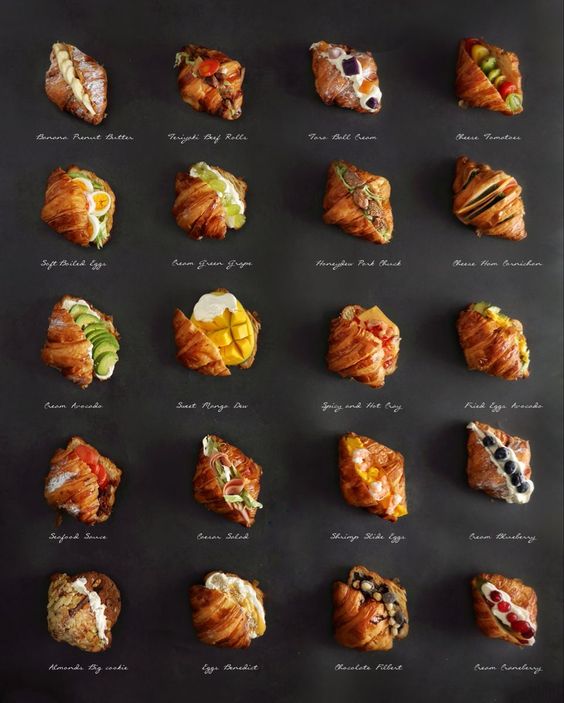 Banana Peanut Butter
Teriyaki Beef Rolls
Taro Ball Cream
Cheese Tomatoes
Soft Boiled Eggs
Cream Green Grape
Honeydew Pork Chuck
Cheese Ham Cornichon
Cream Avocado
Sweet Mango Dew
Spicy and Hot Cray
Fried Eggs Avocado
Seafood Sauce
Caesar Salad
Shrimp Slide Eggs
Cream Blueberry
Almonds Big cookie
Eggs Benedict
Chocolate Filbert
Cream Craneberry